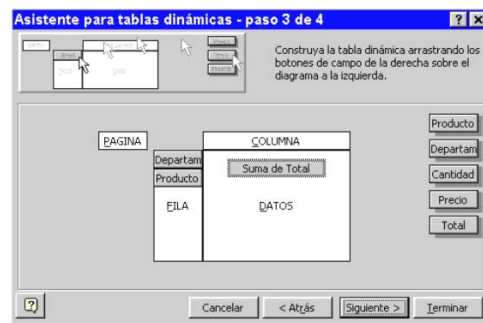 Asistente para tablas dinámicas - paso 3 de 4
Construya la tabla dinámica arrastrando los
botones de campo de la derecha sobre el
diagrama a la izquierda.
PAGINA
COLUMNA
Departam
Producto
Suma de Total
FILA
DATOS
Producto
Departam
Cantidad
Precio
Total
Cancelar
< Atrás
Siguiente >
Terminar